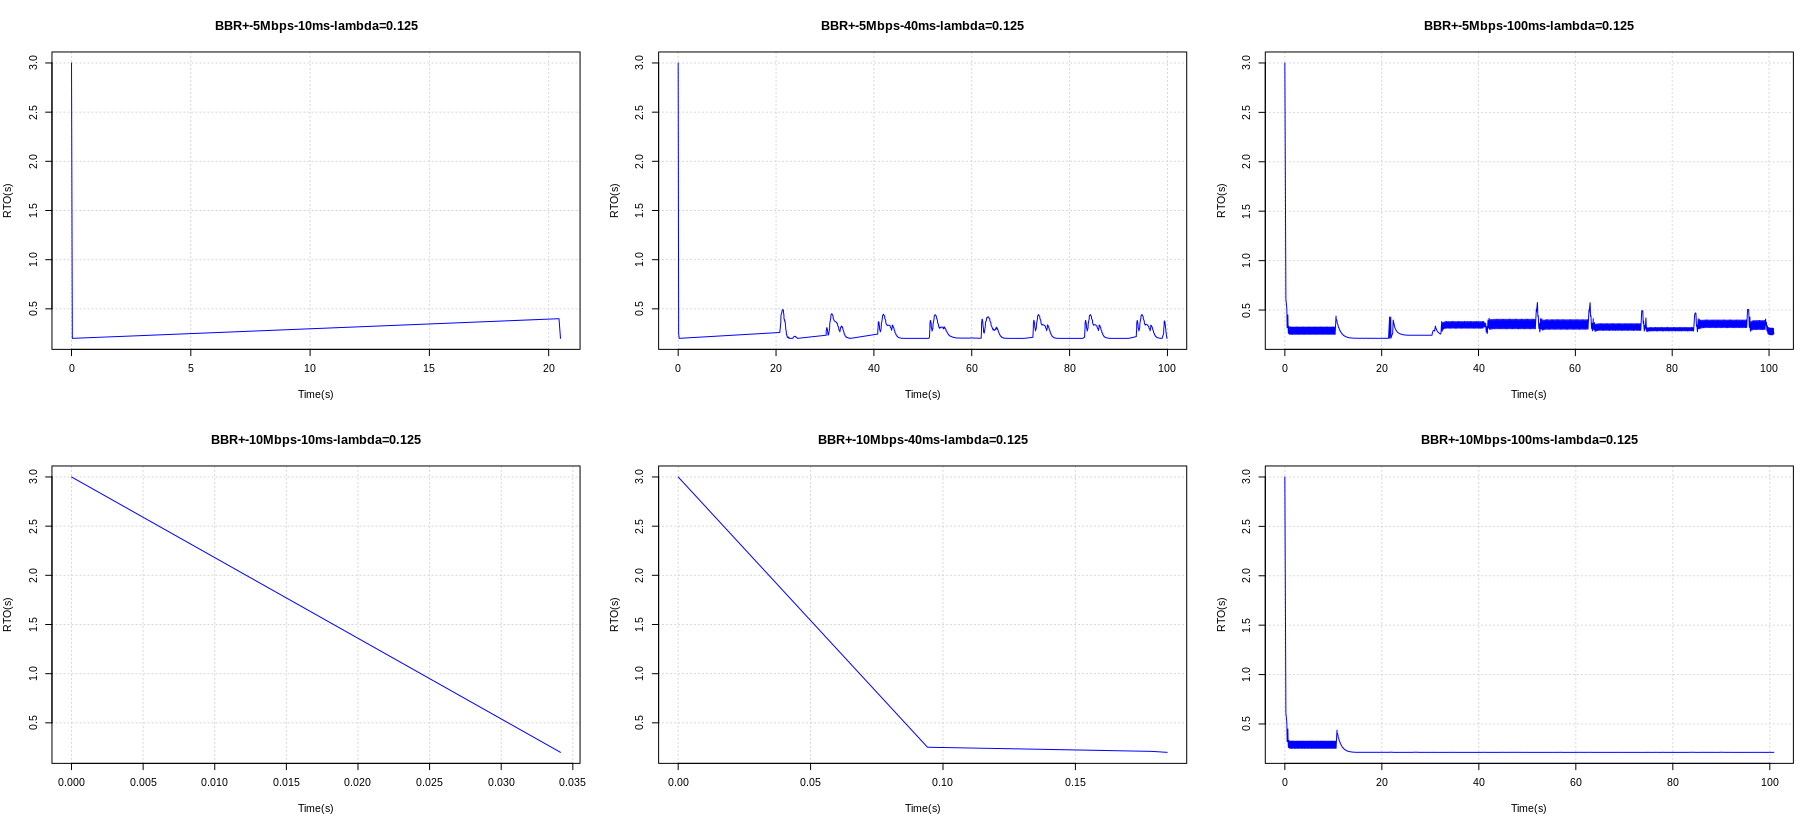 BBR+-5Mbps-10ms-lambda=0.125
RTO(s)
3.0
2.5
2.0
1.5
1.0
0.5
0 5 10 15 20
Time(s)
BBR+-5Mbps-40ms-lambda=0.125
RTO(s)
3.0
2.5
2.0
1.5
1.0
0.5
0 20 40 60 80 100
Time(s)
BBR+-5Mbps-100ms-lambda=0.125
RTO(s)
3.0
2.5
2.0
1.5
1.0
0.5
0 20 40 60 80 100
Time(s)
BBR+-10Mbps-10ms-lambda=0.125
RTO(s)
3.0
2.5
2.0
1.5
1.0
0.5
0.000 0.005 0.010 0.015 0.020 0.025 0.030 0.035
Time(s)
BBR+-10Mbps-40ms-lambda=0.125
RTO(s)
3.0
2.5
2.0
1.5
1.0
0.5
0.00 0.05 0.10 0.15
Time(s)
BBR+-10Mbps-100ms-lambda=0.125
RTO(s)
3.0
2.5
2.0
1.5
1.0
0.5
0 20 40 60 80 100
Time(s)